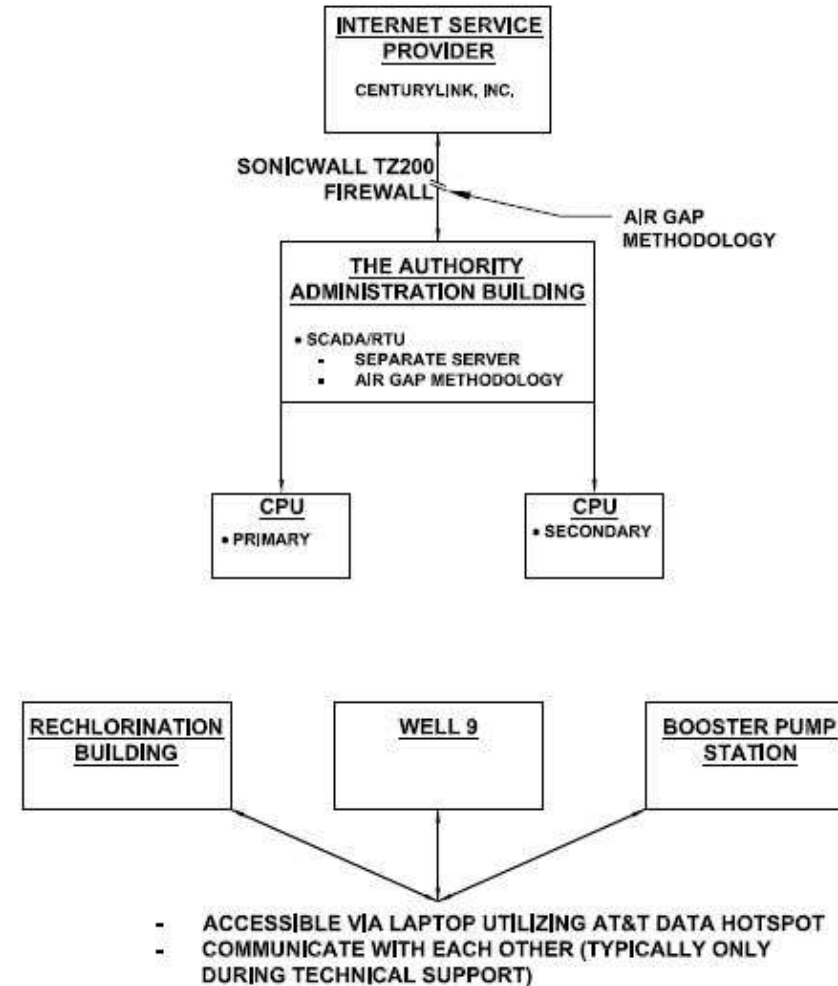 INTERNET SERVICE
PROVIDER
CENTURYLINK, INC.
SONICWALL TZ200
FIREWALL
AIR GAP
METHODOLOGY
THE AUTHORITY
ADMINISTRATION BUILDING
• SCADA/RTU
- SEPARATE SERVER
- AIR GAP METHODOLOGY
CPU
• PRIMARY
CPU
• SECONDARY
RECHLORINATION
BUILDING
WELL 9
BOOSTER PUMP
STATION
- ACCESSIBLE VIA LAPTOP UTILIZING AT&T DATA HOTSPOT
- COMMUNICATE WITH EACH OTHER (TYPICALLY ONLY
DURING TECHNICAL SUPPORT)